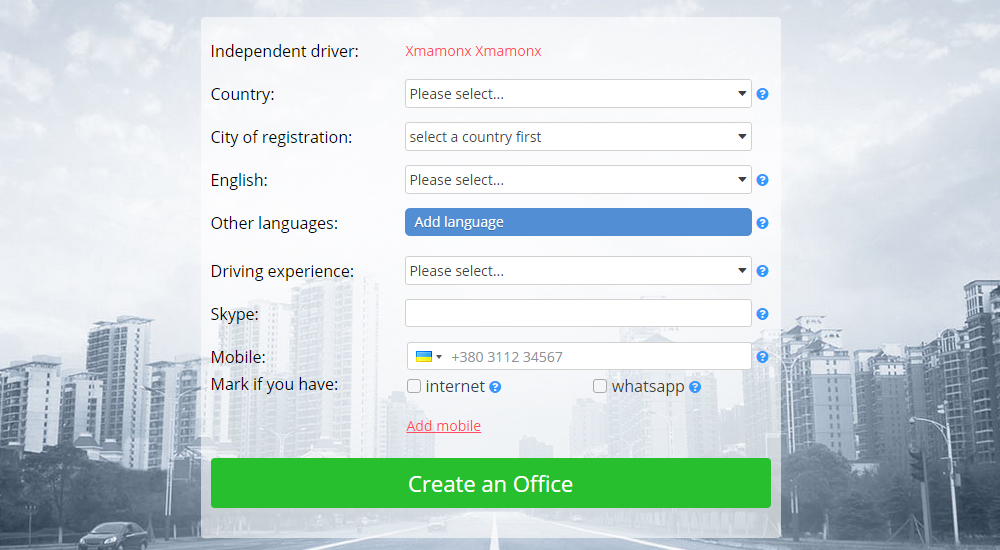 Independent driver: Xmamonx Xmamonx
Country: Please select...
City of registration: select a country first
English: Please select...
Other languages: Add language
Driving experience: Please select...
Skype:
Mobile: +380 3112 34567
Mark if you have: internet whatsapp
Add mobile
Create an Office